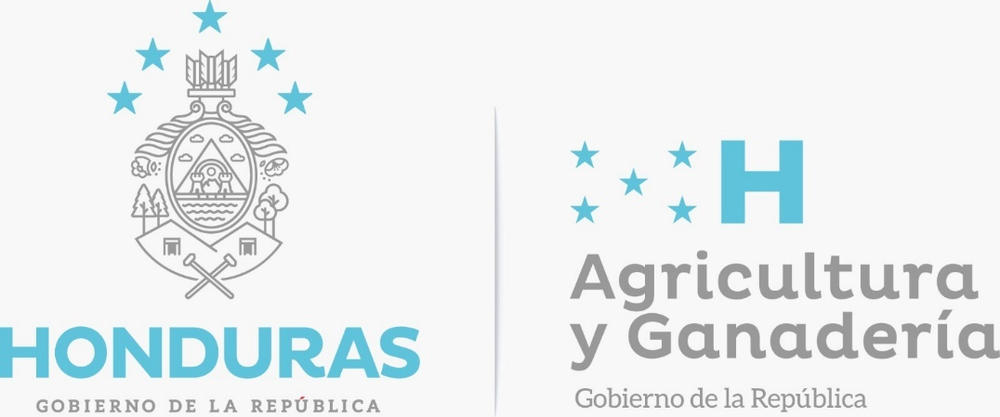 HONDURAS
GOBIERNO DE LA REPÚBLICA
H
Agricultura
y Ganadería
Gobierno de la República